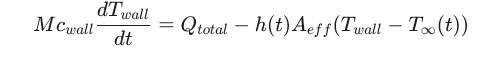 $Mc_{wall}\frac{dT_{wall}}{dt} = Q_{total} - h(t)A_{eff}(T_{wall} - T_{\infty}(t))$